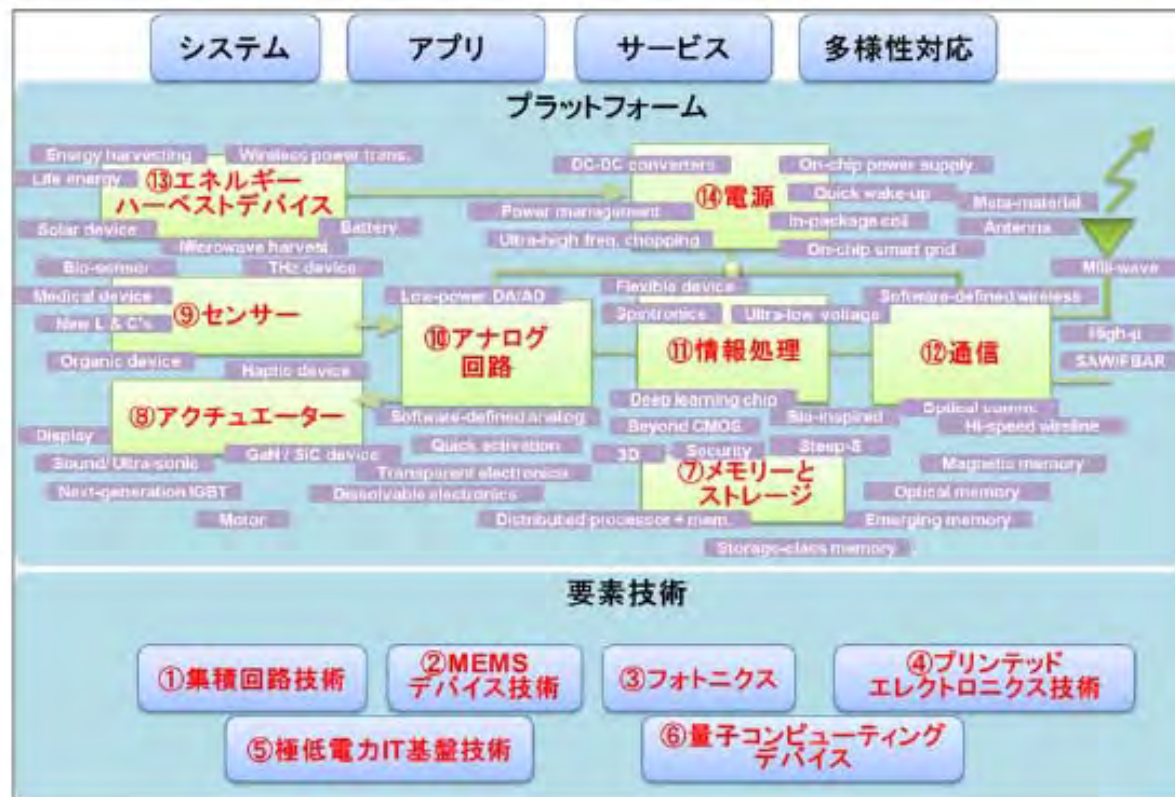 システム
アプリ
サービス
多様性対応
プラットフォーム
Energy harvesting
Wireless power trans.
Life energy
⑬エネルギー
ハーベストデバイス
Solar device
Battery
Microwave harvest
DC-DC converters
On-chip power supply
⑭電源
Quick wake-up
Power management
In-package coil
Ultra-high freq. chopping
On-chip smart grid
Meta-material
Antenna
Milli-wave
Bio-sensor
THz device
Medical device
⑨センサー
New L & C's
Organic device
Haptic device
Low-power DA/AD
⑩アナログ
回路
Flexible device
Spintronics
Ultra-low voltage
⑪情報処理
Software-defined wireless
⑫通信
High-μ
SAW/FBAR
⑧アクチュエーター
Display
Sound/ Ultra-sonic
GaN / SiC device
Next-generation IGBT
Motor
Software-defined analog
Quick activation
Transparent electronics
Dissolvable electronics
Deep learning chip
Beyond CMOS
Bio-inspired
3D
Security
Steep-S
Optical comm.
Hi-speed wireline
⑦メモリーと
ストレージ
Magnetic memory
Optical memory
Distributed processor + mem.
Emerging memory
Storage-class memory
要素技術
①集積回路技術
②MEMS
デバイス技術
③フォトニクス
④プリンテッド
エレクトロニクス技術
⑤極低電力IT基盤技術
⑥量子コンピューティング
デバイス